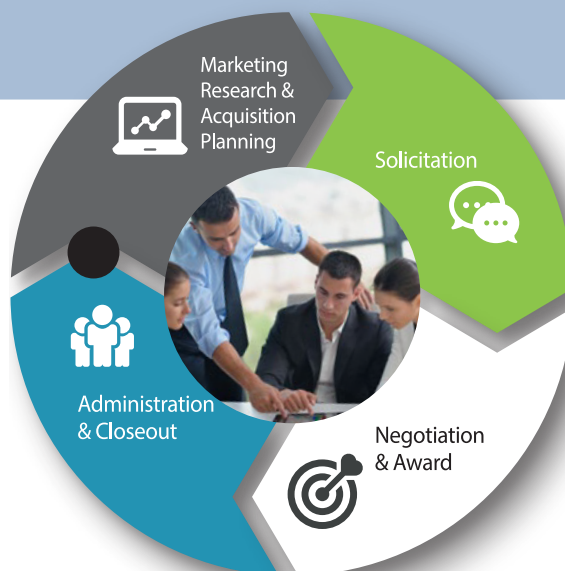 Marketing
Research &
Acquisition
Planning
Solicitation
Negotiation
& Award
Administration
& Closeout